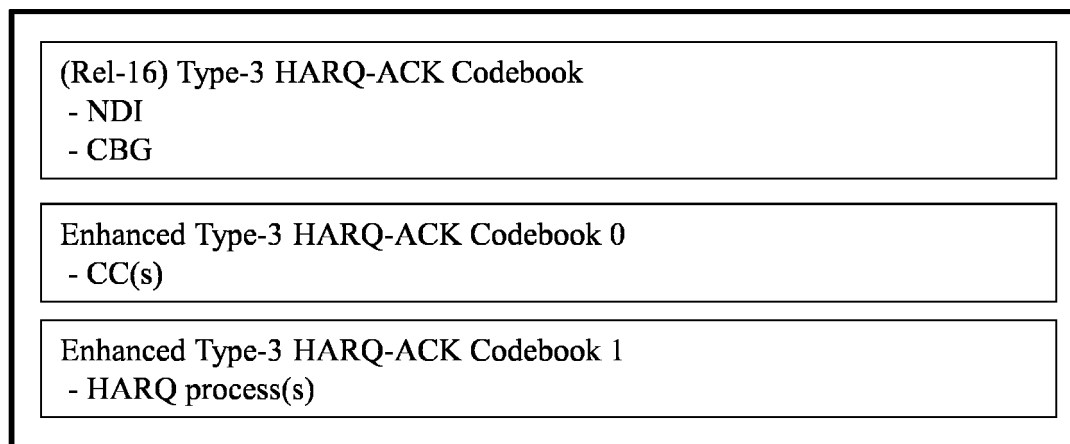 (Rel-16) Type-3 HARQ-ACK Codebook
- NDI
- CBG
Enhanced Type-3 HARQ-ACK Codebook 0
- CC(s)
Enhanced Type-3 HARQ-ACK Codebook 1
- HARQ process(s)